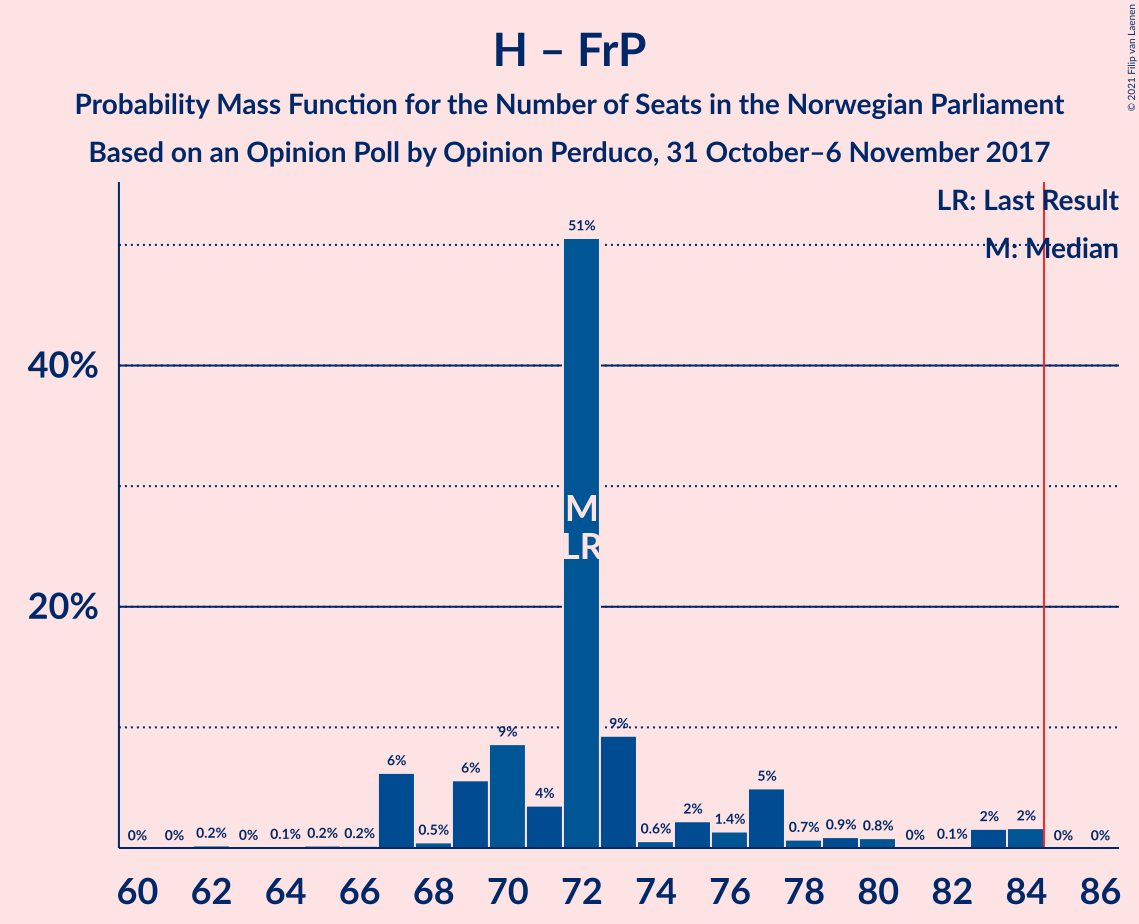 H – FrP
Probability Mass Function for the Number of Seats in the Norwegian Parliament
Based on an Opinion Poll by Opinion Perduco, 31 October–6 November 2017
© 2021 Filip van Laenen
LR: Last Result
M: Median
40%
20%
0% 0% 0.2% 0% 0.1% 0.2% 0.2% 6% 0.5% 6% 9% 4% 51% 9% 0.6% 2% 1.4% 5% 0.7% 0.9% 0.8% 0% 0.1% 2% 2% 0% 0%
M
LR
60 62 64 66 68 70 72 74 76 78 80 82 84 86